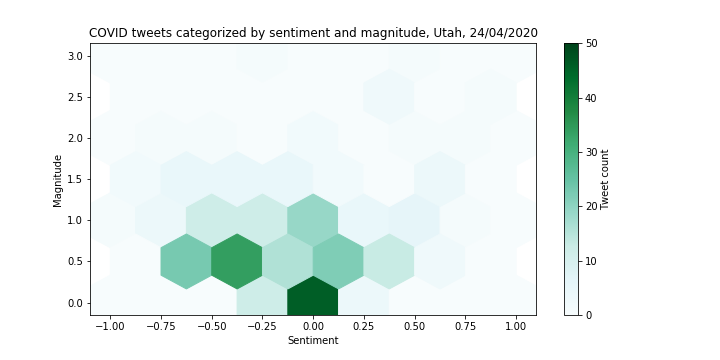 COVID tweets categorized by sentiment and magnitude, Utah, 24/04/2020
3.0
2.5
2.0
1.5
1.0
0.5
0.0
Magnitude
−1.00 −0.75 −0.50 −0.25 0.00 0.25 0.50 0.75 1.00
Sentiment
50
40
30
20
10
0
Tweet count